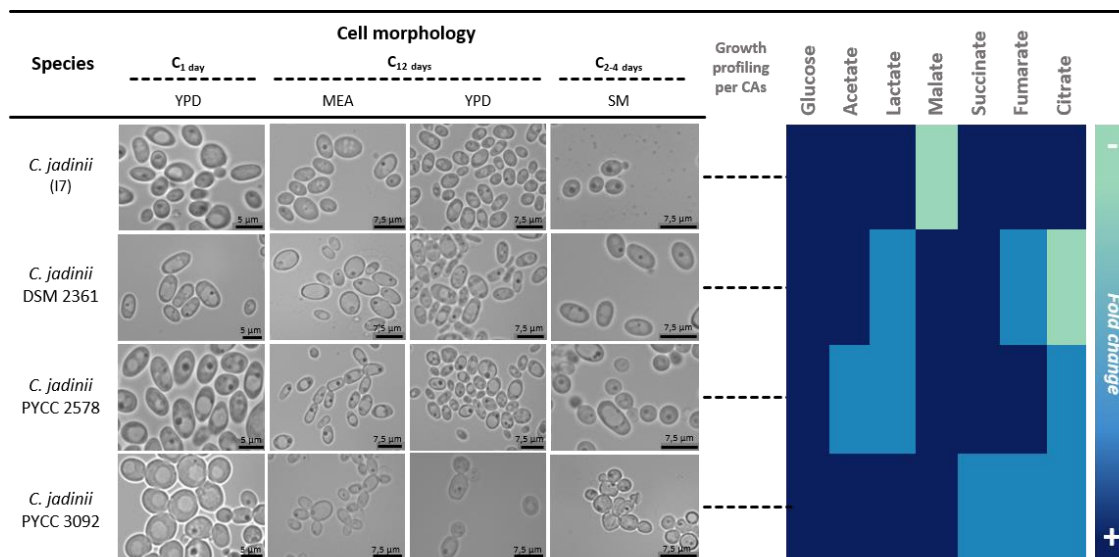 Cell morphology
Species
C1 day
C12 days
C2-4 days
YPD
MEA
YPD
SM
Growth
profiling
per CAs
Glucose
Acetate
Lactate
Malate
Succinate
Fumarate
Citrate
C. jadinii
(I7)
5 μm
7,5 μm
7,5 μm
7,5 μm
C. jadinii
DSM 2361
5 μm
7,5 μm
7,5 μm
7,5 μm
C. jadinii
PYCC 2578
5 μm
7,5 μm
7,5 μm
7,5 μm
C. jadinii
PYCC 3092
5 μm
7,5 μm
7,5 μm
7,5 μm
-
Fold change
+